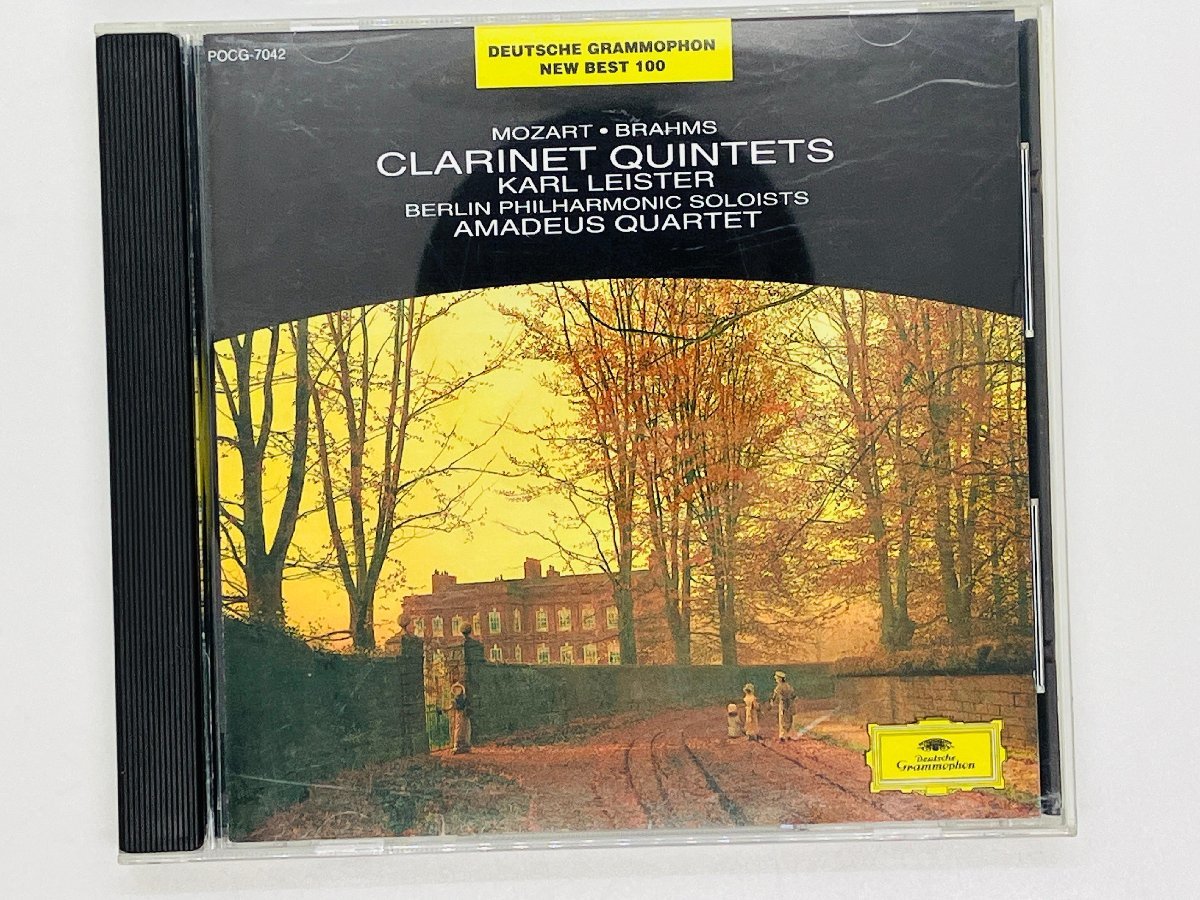 POCG-7042
DEUTSCHE GRAMMOPHON
NEW BEST 100
MOZART • BRAHMS
CLARINET QUINTETS
KARL LEISTER
BERLIN PHILHARMONIC SOLOISTS
AMADEUS QUARTET
Deutsche
Grammophon